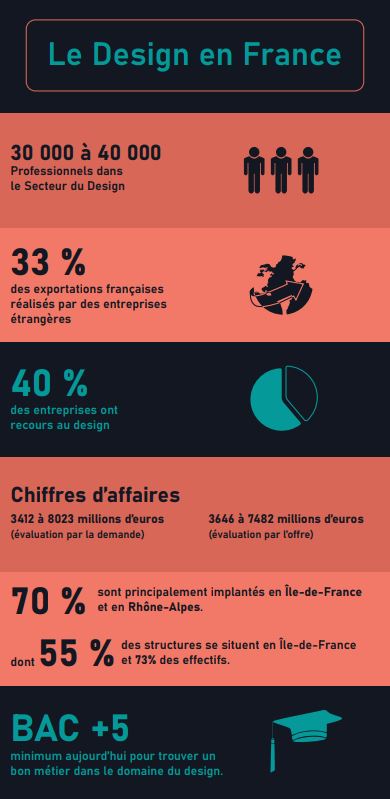 Le Design en France
30 000 à 40 000
Professionnels dans
le Secteur du Design
33 %
des exportations françaises
réalisés par des entreprises
étrangères
40 %
des entreprises ont
recours au design
Chiffres d'affaires
3412 à 8023 millions d'euros
(évaluation par la demande)
3646 à 7482 millions d'euros
(évaluation par l'offre)
70 %
sont principalement implantés en Île-de-France
et en Rhône-Alpes.
dont 55 %
des structures se situent en Île-de-France
et 73% des effectifs.
BAC +5
minimum aujourd'hui pour trouver un
bon métier dans le domaine du design.